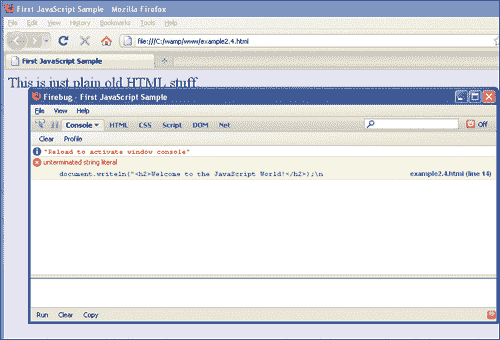 First JavaScript Sample - Mozilla Firefox
File Edit View History Bookmarks Tools Help
file:///C:/wamp/www/example2.4.html
First JavaScript Sample
This is just plain old HTML stuff.
Firebug - First JavaScript Sample
File View Help
Console HTML CSS Script DOM Net
Off
Clear Profile
"Reload to activate window console"
unterminated string literal
document.writeln("<h2>Welcome to the JavaScript World!</h2>);\n example2.4.html (line 14)
Run Clear Copy